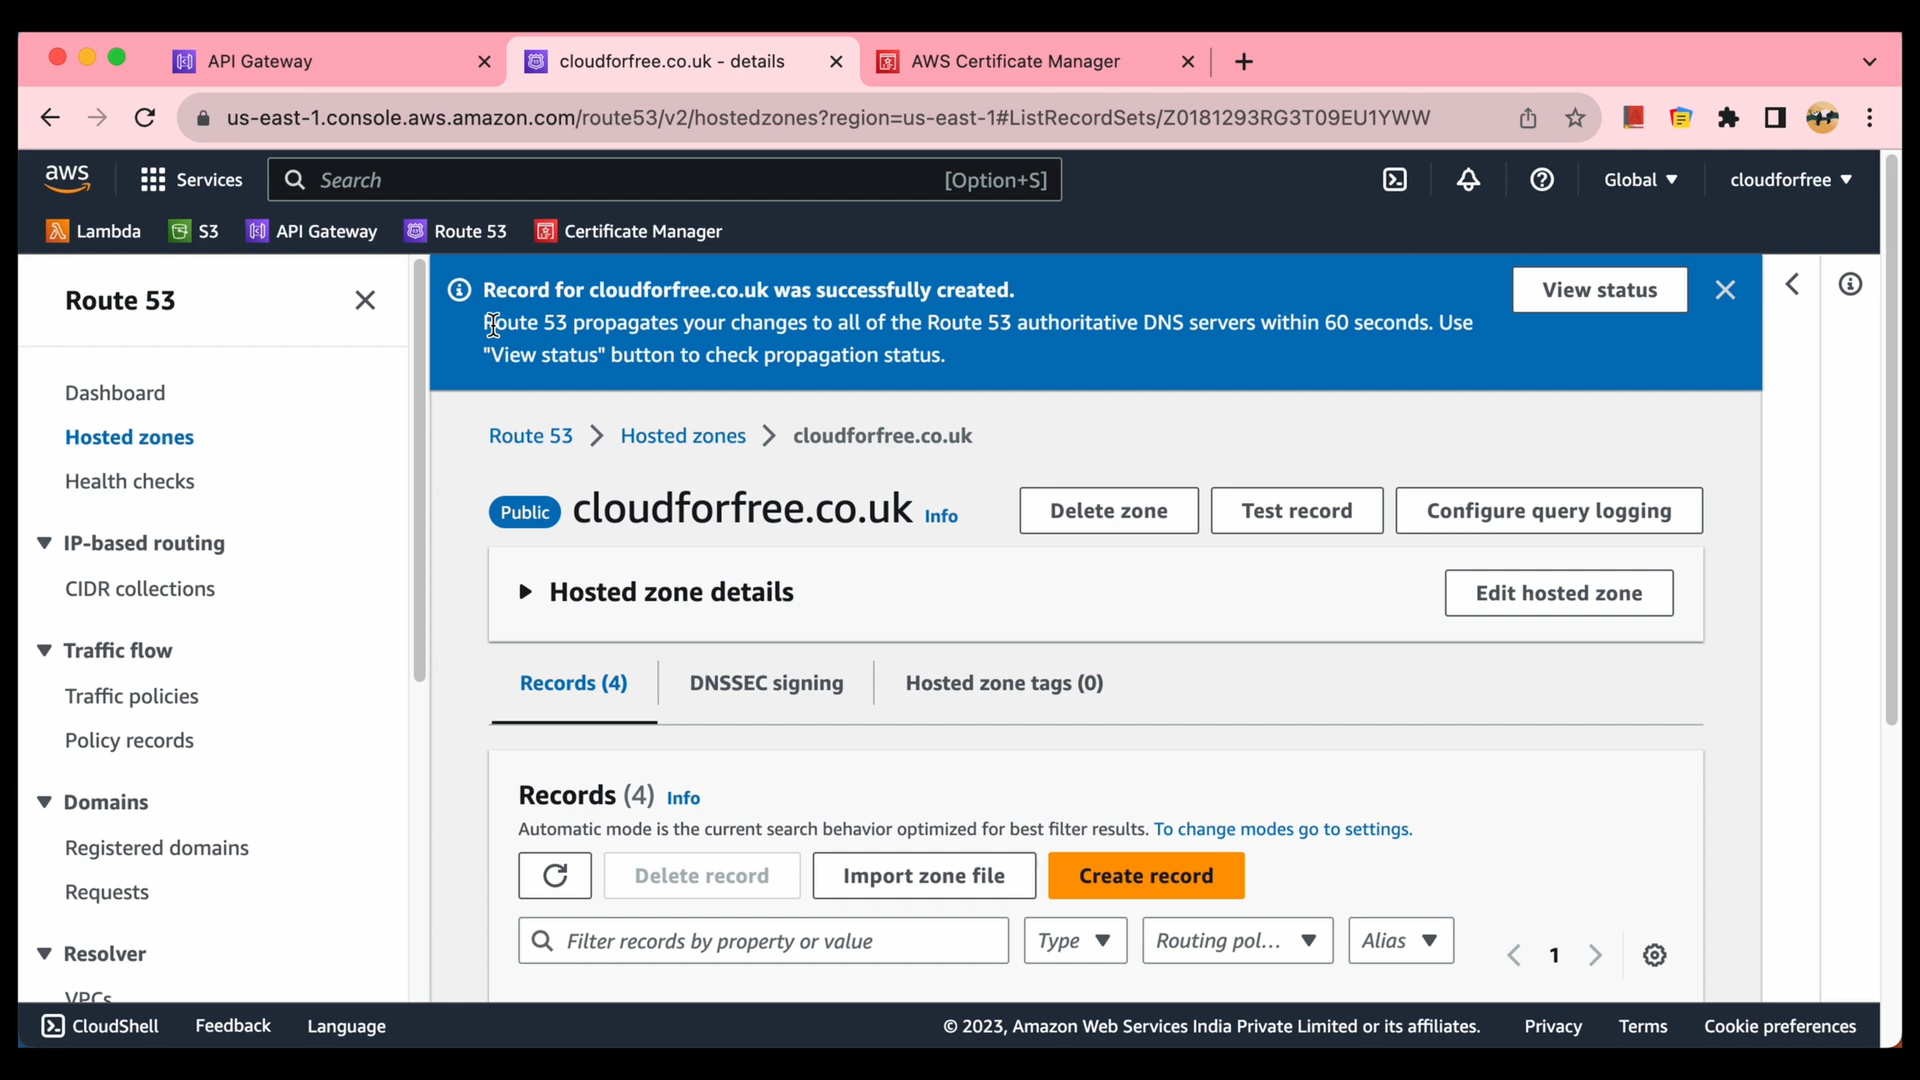 API Gateway
cloudforfree.co.uk - details
AWS Certificate Manager
us-east-1.console.aws.amazon.com/route53/v2/hostedzones?region=us-east-1#ListRecordSets/Z0181293RG3T09EU1YWW
aws
Services
Search
[Option+S]
Global
cloudforfree
Lambda
S3
API Gateway
Route 53
Certificate Manager
Route 53
Dashboard
Hosted zones
Health checks
IP-based routing
CIDR collections
Traffic flow
Traffic policies
Policy records
Domains
Registered domains
Requests
Resolver
VPCs
Record for cloudforfree.co.uk was successfully created.
Route 53 propagates your changes to all of the Route 53 authoritative DNS servers within 60 seconds. Use
"View status" button to check propagation status.
View status
Route 53 > Hosted zones > cloudforfree.co.uk
Public
cloudforfree.co.uk Info
Delete zone
Test record
Configure query logging
Hosted zone details
Edit hosted zone
Records (4)
DNSSEC signing
Hosted zone tags (0)
Records (4) Info
Automatic mode is the current search behavior optimized for best filter results. To change modes go to settings.
Delete record
Import zone file
Create record
Filter records by property or value
Type
Routing pol...
Alias
1
CloudShell
Feedback
Language
© 2023, Amazon Web Services India Private Limited or its affiliates.
Privacy
Terms
Cookie preferences